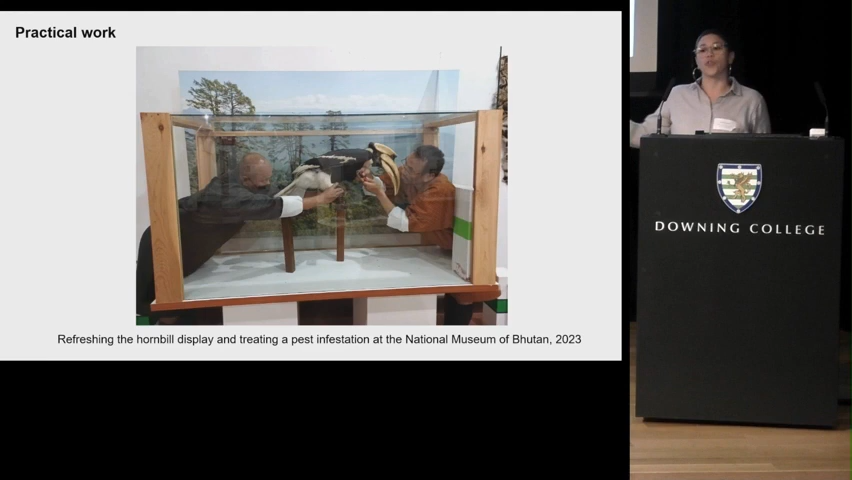 Practical work
Refreshing the hornbill display and treating a pest infestation at the National Museum of Bhutan, 2023
DOWNING COLLEGE